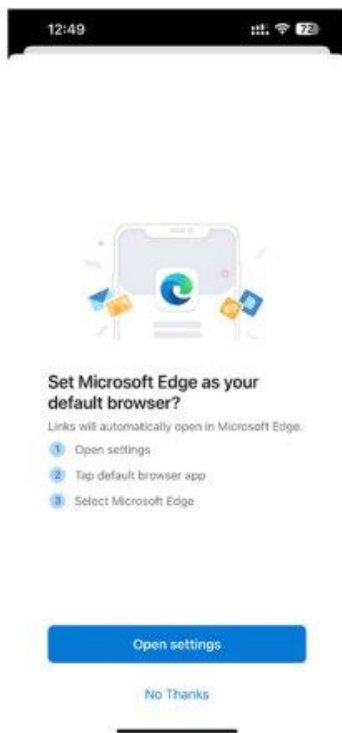 12:49
72
Set Microsoft Edge as your
default browser?
Links will automatically open in Microsoft Edge.
1 Open settings
2 Tap default browser app
3 Select Microsoft Edge
Open settings
No Thanks